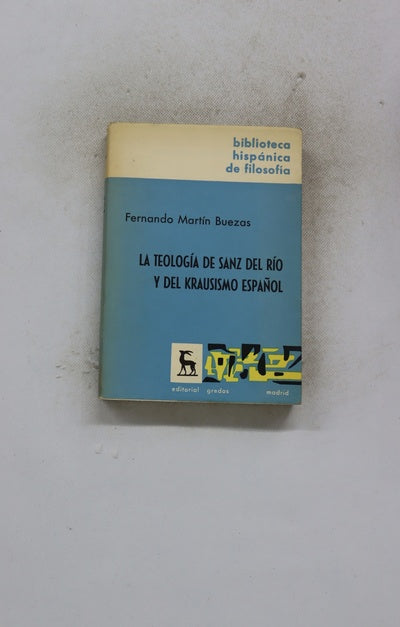 biblioteca
hispánica
de filosofía
Fernando Martín Buezas
LA TEOLOGÍA DE SANZ DEL RÍO
Y DEL KRAUSISMO ESPAÑOL
editorial gredos madrid